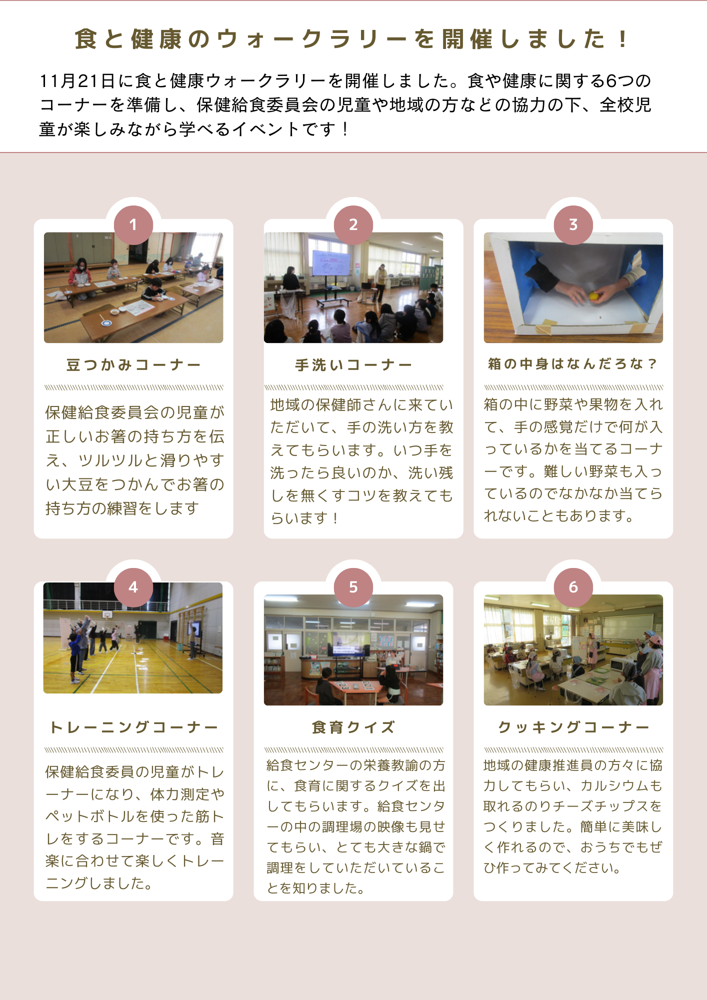 食と健康のウォークラリーを開催しました！
11月21日に食と健康ウォークラリーを開催しました。食や健康に関する6つの
コーナーを準備し、保健給食委員会の児童や地域の方などの協力の下、全校児
童が楽しみながら学べるイベントです！
1
豆つかみコーナー
保健給食委員会の児童が
正しいお箸の持ち方を伝
え、ツルツルと滑りやす
い大豆をつかんでお箸の
持ち方の練習をします
2
手洗いコーナー
地域の保健師さんに来てい
ただいて、手の洗い方を教
えてもらいます。いつ手を
洗ったら良いのか、洗い残
しを無くすコツを教えても
らいます！
3
箱の中身はなんだろな？
箱の中に野菜や果物を入れ
て、手の感覚だけで何が入
っているかを当てるコーナ
ーです。難しい野菜も入っ
ているのでなかなか当てら
れないこともあります。
4
トレーニングコーナー
保健給食委員の児童がトレ
ーナーになり、体力測定や
ペットボトルを使った筋ト
レをするコーナーです。音
楽に合わせて楽しくトレー
ニングしました。
5
食育クイズ
給食センターの栄養教諭の方
に、食育に関するクイズを出
してもらいます。給食センタ
ーの中の調理場の映像も見せ
てもらい、とても大きな鍋で
調理をしていただいているこ
とを知りました。
6
クッキングコーナー
地域の健康推進員の方々に協
力してもらい、カルシウムも
取れるのりチーズチップスを
つくりました。簡単に美味し
く作れるので、おうちでもぜ
ひ作ってみてください。